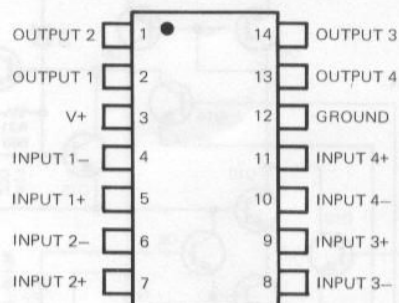 OUTPUT 2 1 14 OUTPUT 3
OUTPUT 1 2 13 OUTPUT 4
V+ 3 12 GROUND
INPUT 1– 4 11 INPUT 4+
INPUT 1+ 5 10 INPUT 4–
INPUT 2– 6 9 INPUT 3+
INPUT 2+ 7 8 INPUT 3–